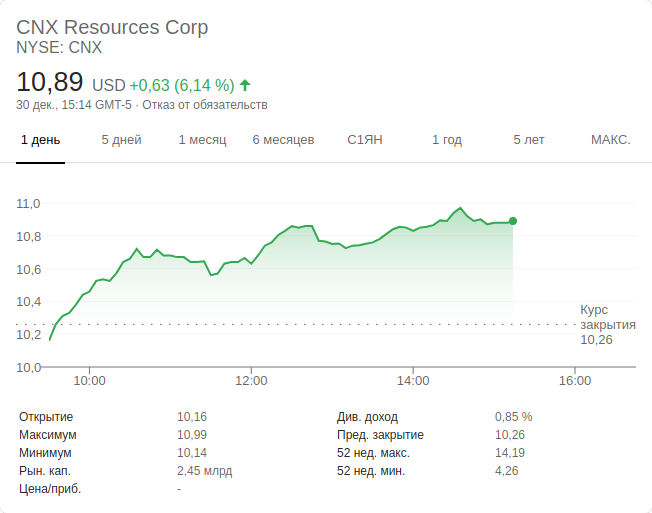 CNX Resources Corp
NYSE: CNX
10,89 USD +0,63 (6,14 %)
30 дек., 15:14 GMT-5 · Отказ от обязательств
1 день 5 дней 1 месяц 6 месяцев С1ЯН 1 год 5 лет МАКС.
11,0
10,8
10,6
10,4
Курс
закрытия
10,26
10,2
10,0
10:00 12:00 14:00 16:00
Открытие 10,16 Див. доход 0,85 %
Максимум 10,99 Пред. закрытие 10,26
Минимум 10,14 52 нед. макс. 14,19
Рын. кап. 2,45 млрд 52 нед. мин. 4,26
Цена/приб. -